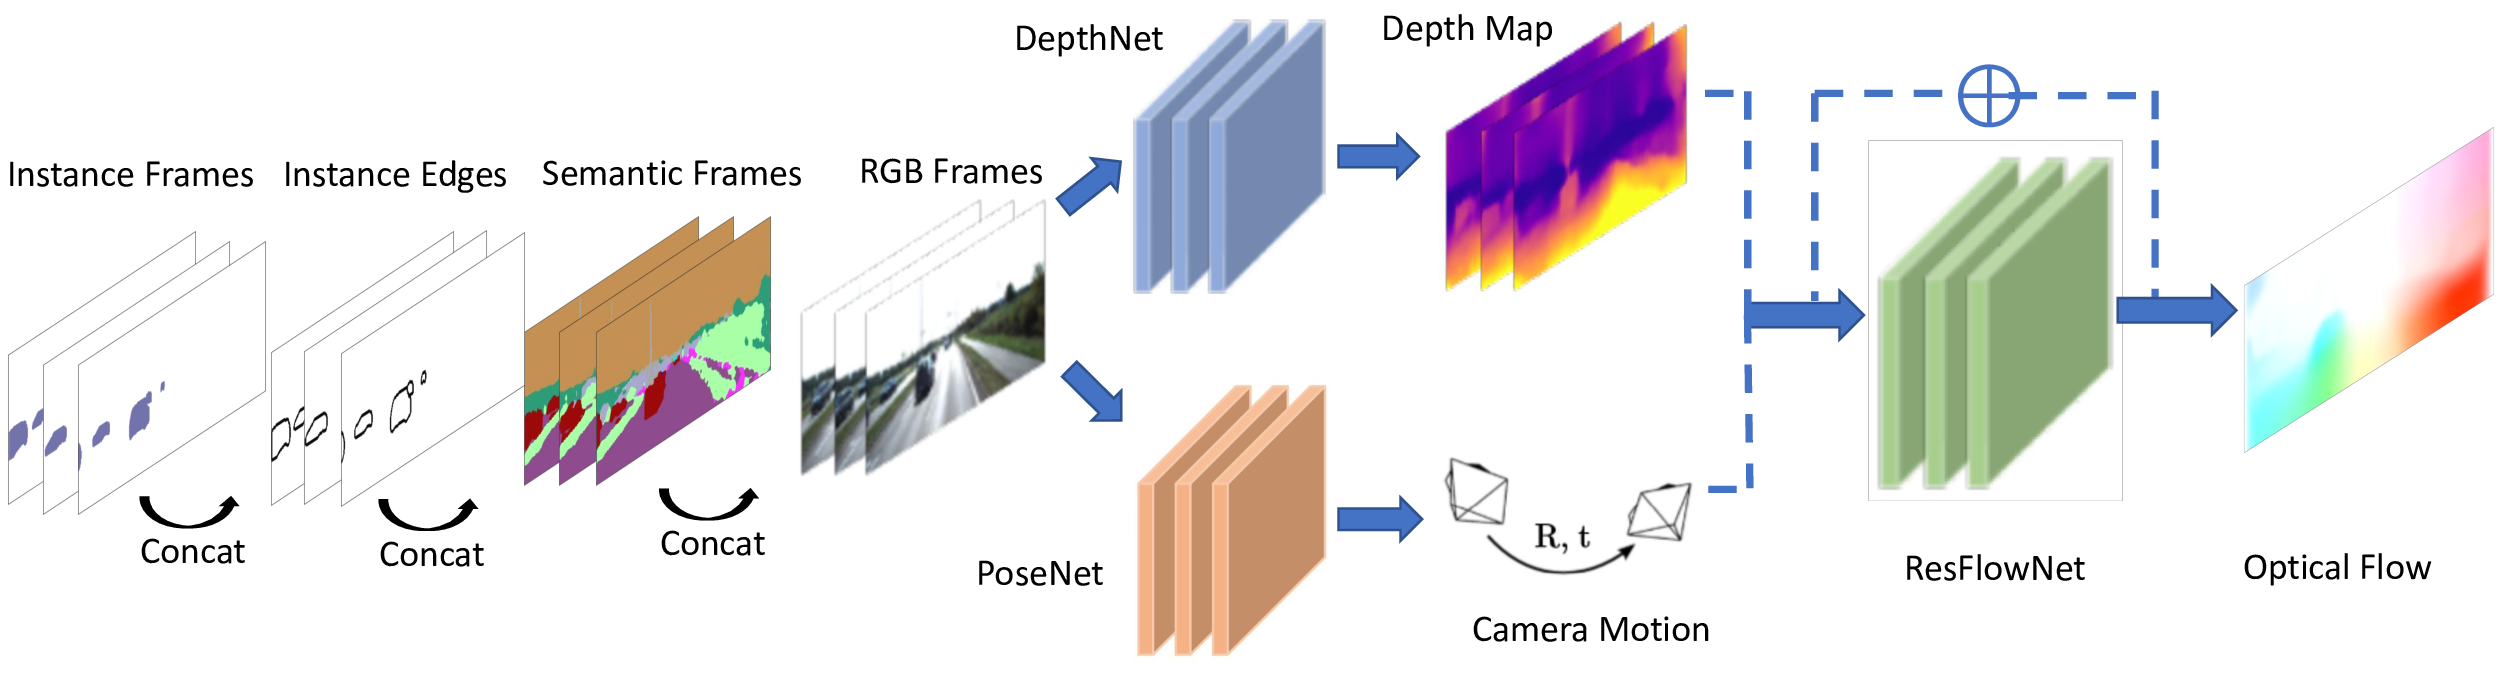 DepthNet
Depth Map
Instance Frames
Instance Edges
Semantic Frames
RGB Frames
Concat
Concat
Concat
PoseNet
R, t
Camera Motion
ResFlowNet
Optical Flow